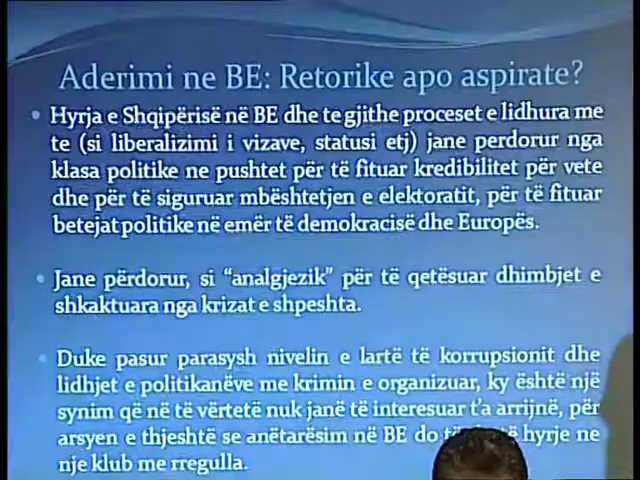 Aderimi ne BE: Retorike apo aspirate?
Hyrja e Shqipërisë në BE dhe te gjithe proceset e lidhura me
te (si liberalizimi i vizave, statusi etj) jane perdorur nga
klasa politike ne pushtet për të fituar kredibilitet për vete
dhe për të siguruar mbështetjen e elektoratit, për të fituar
betejat politike në emër të demokracisë dhe Europës.
Jane përdorur, si “analgjezik” për të qetësuar dhimbjet e
shkaktuara nga krizat e shpeshta.
Duke pasur parasysh nivelin e lartë të korrupsionit dhe
lidhjet e politikanëve me krimin e organizuar, ky është një
synim që në të vërtetë nuk janë të interesuar t’a arrijnë, për
arsyen e thjeshtë se anëtarësim në BE do hyrje ne
nje klub me rregulla.